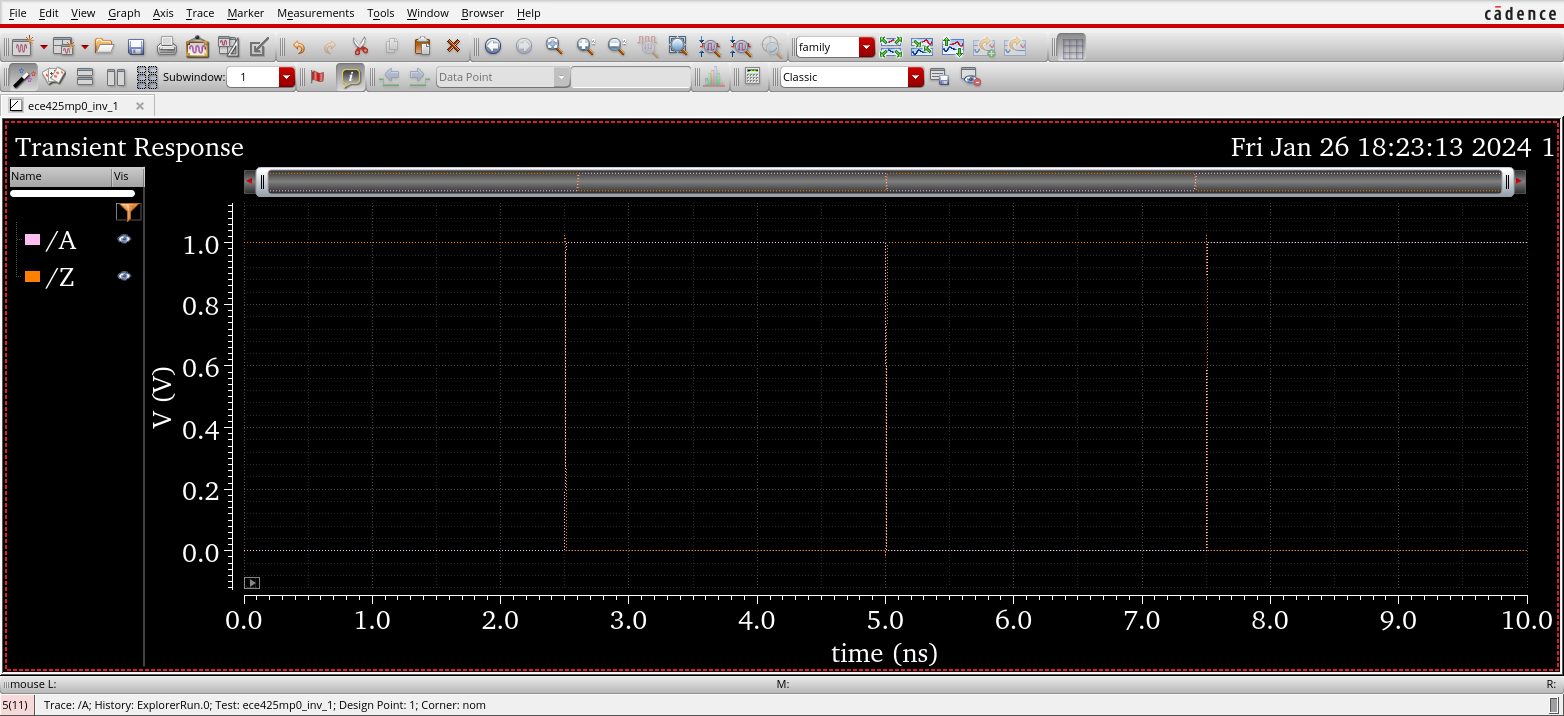 File Edit View Graph Axis Trace Marker Measurements Tools Window Browser Help
cādence
family
Subwindow: 1 Data Point Classic
ece425mp0_inv_1
Transient Response Fri Jan 26 18:23:13 2024 1
Name Vis
/A
/Z
V (V)
1.0
0.8
0.6
0.4
0.2
0.0
0.0 1.0 2.0 3.0 4.0 5.0 6.0 7.0 8.0 9.0 10.0
time (ns)
mouse L: M: R:
5(11) Trace: /A; History: ExplorerRun.0; Test: ece425mp0_inv_1; Design Point: 1; Corner: nom